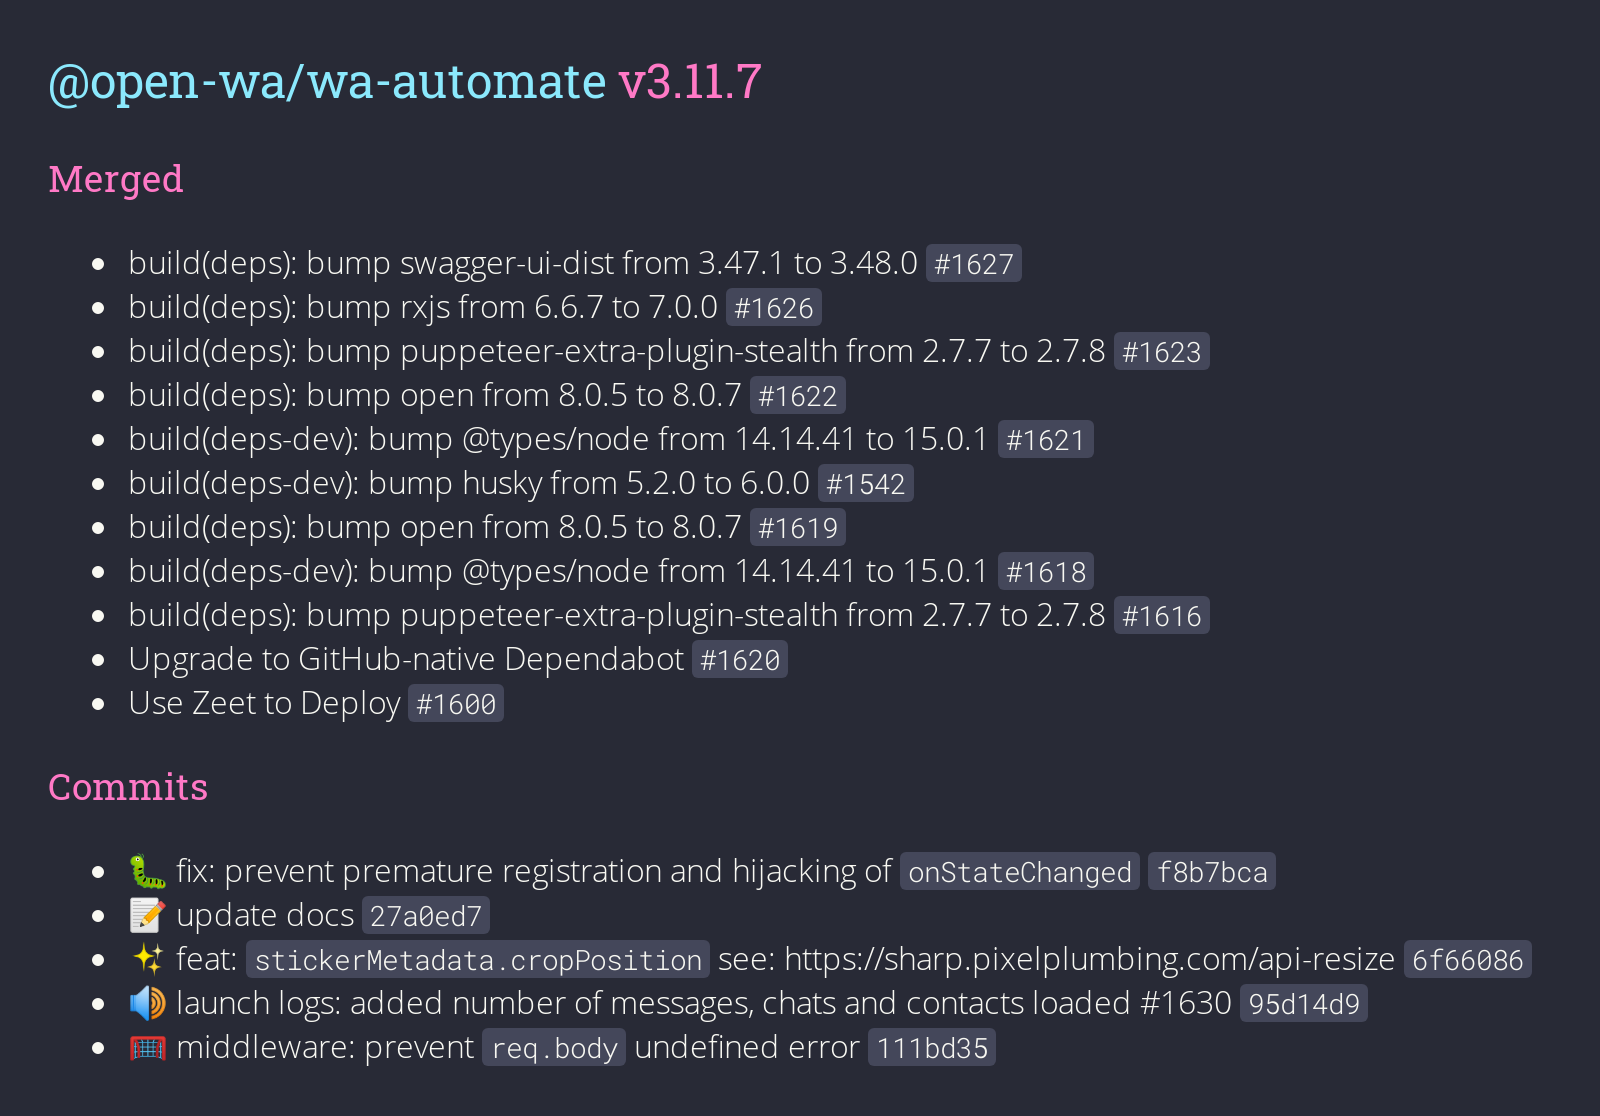 @open-wa/wa-automate v3.11.7
Merged
build(deps): bump swagger-ui-dist from 3.47.1 to 3.48.0 #1627
build(deps): bump rxjs from 6.6.7 to 7.0.0 #1626
build(deps): bump puppeteer-extra-plugin-stealth from 2.7.7 to 2.7.8 #1623
build(deps): bump open from 8.0.5 to 8.0.7 #1622
build(deps-dev): bump @types/node from 14.14.41 to 15.0.1 #1621
build(deps-dev): bump husky from 5.2.0 to 6.0.0 #1542
build(deps): bump open from 8.0.5 to 8.0.7 #1619
build(deps-dev): bump @types/node from 14.14.41 to 15.0.1 #1618
build(deps): bump puppeteer-extra-plugin-stealth from 2.7.7 to 2.7.8 #1616
Upgrade to GitHub-native Dependabot #1620
Use Zeet to Deploy #1600
Commits
🐛 fix: prevent premature registration and hijacking of onStateChanged f8b7bca
📝 update docs 27a0ed7
✨ feat: stickerMetadata.cropPosition see: https://sharp.pixelplumbing.com/api-resize 6f66086
🔊 launch logs: added number of messages, chats and contacts loaded #1630 95d14d9
🥅 middleware: prevent req.body undefined error 111bd35